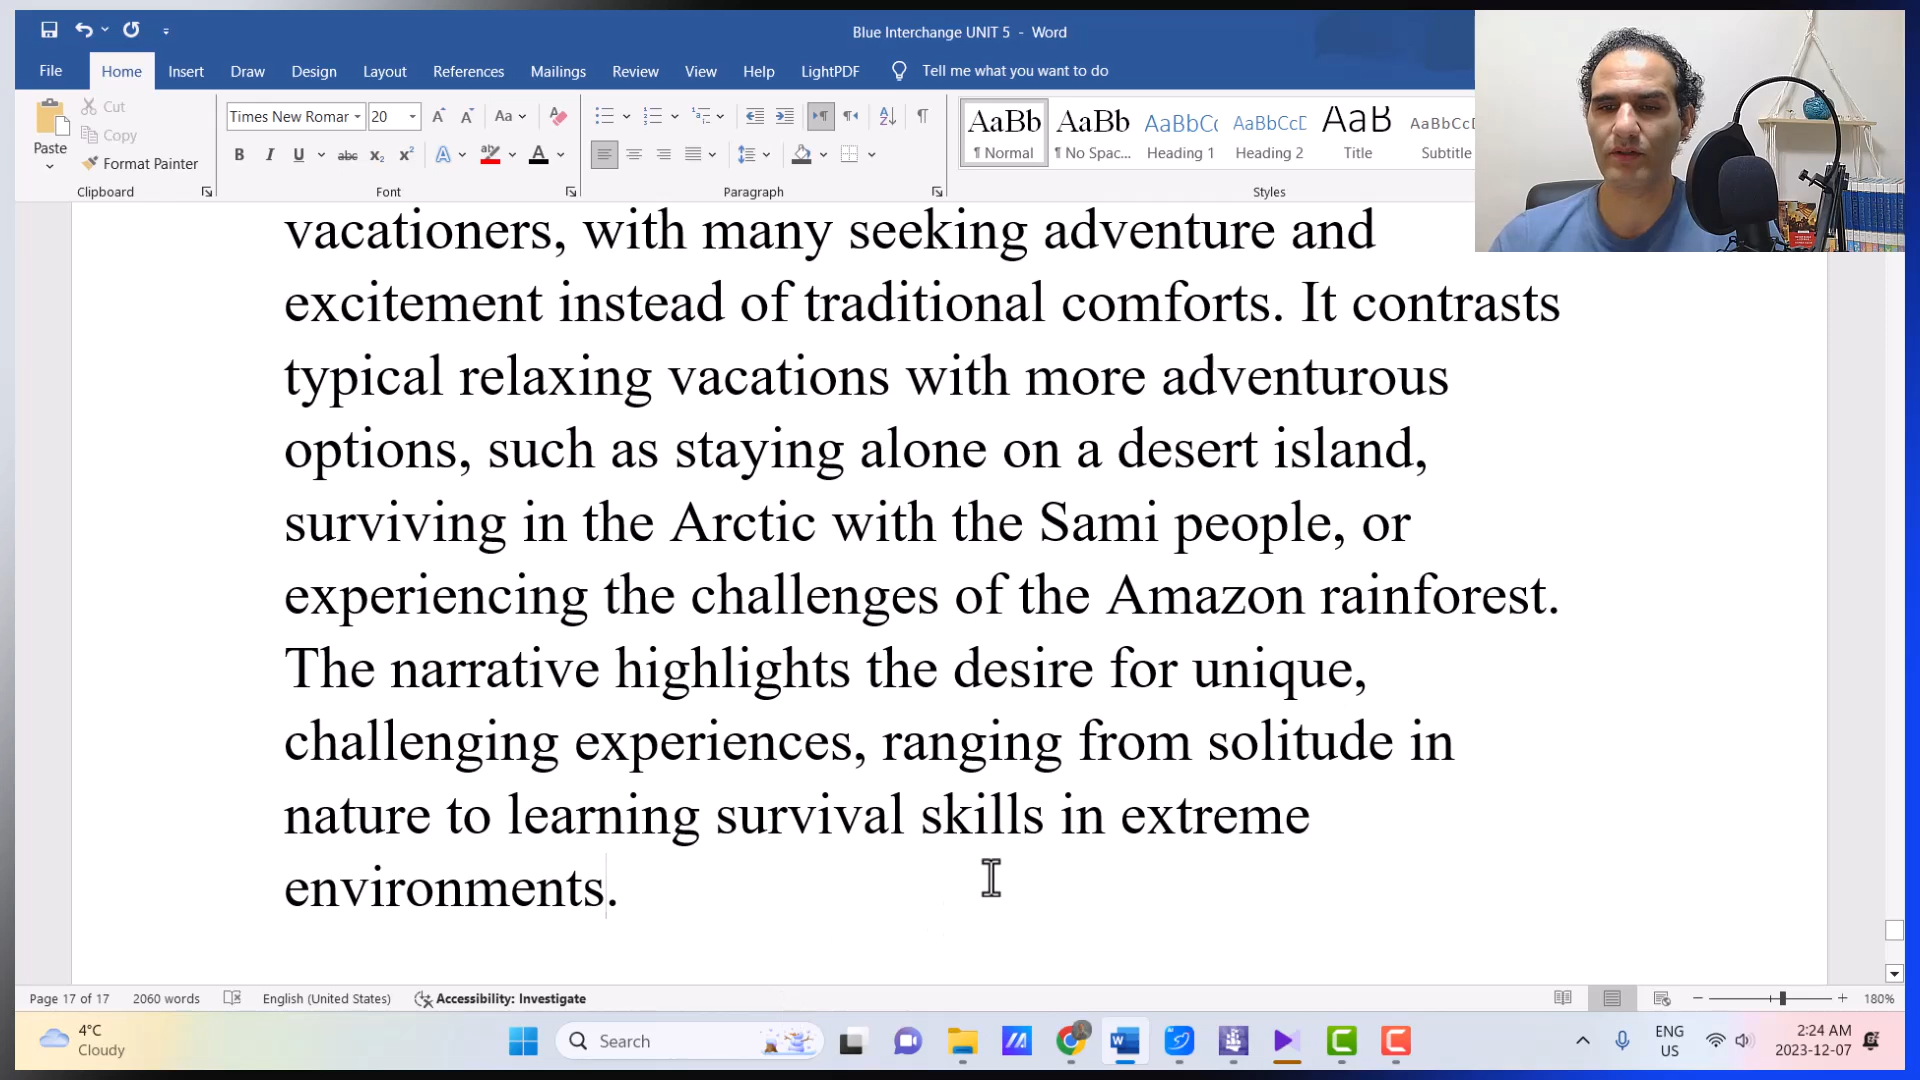 Blue Interchange UNIT 5 - Word
File Home Insert Draw Design Layout References Mailings Review View Help LightPDF Tell me what you want to do
Paste
Cut
Copy
Format Painter
Clipboard
Times New Romar 20
Font
Paragraph
AaBb AaBb AaBbCc AaBbCcD AaB AaBbCcD
¶ Normal ¶ No Spac... Heading 1 Heading 2 Title Subtitle
Styles
vacationers, with many seeking adventure and
excitement instead of traditional comforts. It contrasts
typical relaxing vacations with more adventurous
options, such as staying alone on a desert island,
surviving in the Arctic with the Sami people, or
experiencing the challenges of the Amazon rainforest.
The narrative highlights the desire for unique,
challenging experiences, ranging from solitude in
nature to learning survival skills in extreme
environments.
Page 17 of 17 2060 words English (United States) Accessibility: Investigate 180%
4°C
Cloudy
Search
ENG
US
2:24 AM
2023-12-07